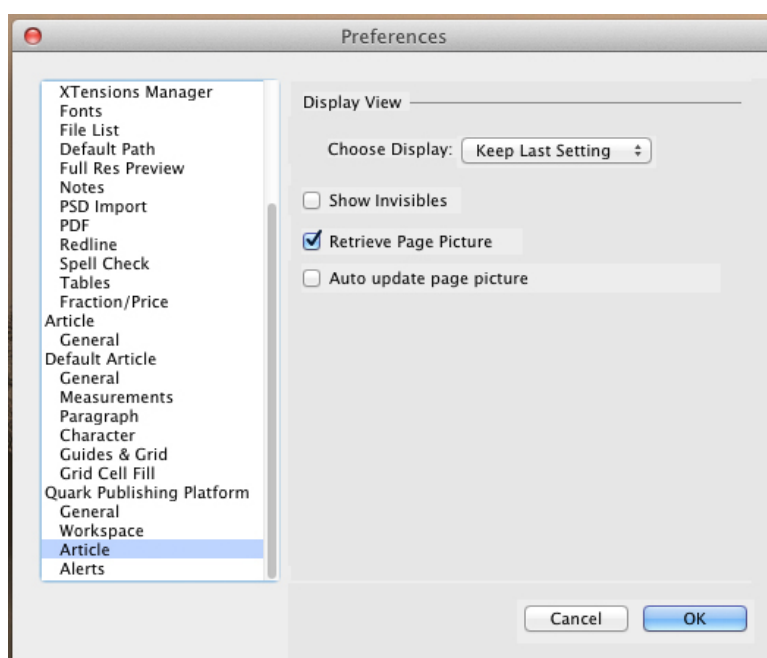 Preferences
XTensions Manager
Fonts
File List
Default Path
Full Res Preview
Notes
PSD Import
PDF
Redline
Spell Check
Tables
Fraction/Price
Article
General
Default Article
General
Measurements
Paragraph
Character
Guides & Grid
Grid Cell Fill
Quark Publishing Platform
General
Workspace
Article
Alerts
Display View
Choose Display: Keep Last Setting
Show Invisibles
Retrieve Page Picture
Auto update page picture
Cancel OK